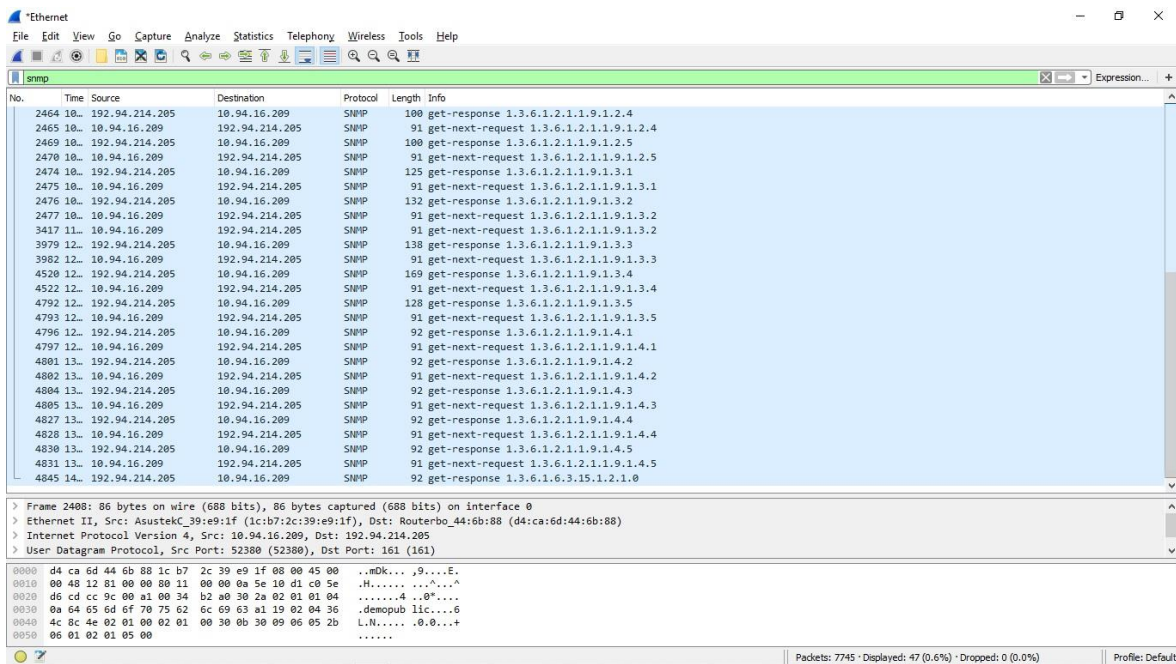 *Ethernet
File Edit View Go Capture Analyze Statistics Telephony Wireless Tools Help
snmp
Expression... +
No. Time Source Destination Protocol Length Info
2464 10… 192.94.214.205 10.94.16.209 SNMP 100 get-response 1.3.6.1.2.1.1.9.1.2.4
2465 10… 10.94.16.209 192.94.214.205 SNMP 91 get-next-request 1.3.6.1.2.1.1.9.1.2.4
2469 10… 192.94.214.205 10.94.16.209 SNMP 100 get-response 1.3.6.1.2.1.1.9.1.2.5
2470 10… 10.94.16.209 192.94.214.205 SNMP 91 get-next-request 1.3.6.1.2.1.1.9.1.2.5
2474 10… 192.94.214.205 10.94.16.209 SNMP 125 get-response 1.3.6.1.2.1.1.9.1.3.1
2475 10… 10.94.16.209 192.94.214.205 SNMP 91 get-next-request 1.3.6.1.2.1.1.9.1.3.1
2476 10… 192.94.214.205 10.94.16.209 SNMP 132 get-response 1.3.6.1.2.1.1.9.1.3.2
2477 10… 10.94.16.209 192.94.214.205 SNMP 91 get-next-request 1.3.6.1.2.1.1.9.1.3.2
3417 11… 10.94.16.209 192.94.214.205 SNMP 91 get-next-request 1.3.6.1.2.1.1.9.1.3.2
3979 12… 192.94.214.205 10.94.16.209 SNMP 138 get-response 1.3.6.1.2.1.1.9.1.3.3
3982 12… 10.94.16.209 192.94.214.205 SNMP 91 get-next-request 1.3.6.1.2.1.1.9.1.3.3
4520 12… 192.94.214.205 10.94.16.209 SNMP 169 get-response 1.3.6.1.2.1.1.9.1.3.4
4522 12… 10.94.16.209 192.94.214.205 SNMP 91 get-next-request 1.3.6.1.2.1.1.9.1.3.4
4792 12… 192.94.214.205 10.94.16.209 SNMP 128 get-response 1.3.6.1.2.1.1.9.1.3.5
4793 12… 10.94.16.209 192.94.214.205 SNMP 91 get-next-request 1.3.6.1.2.1.1.9.1.3.5
4796 12… 192.94.214.205 10.94.16.209 SNMP 92 get-response 1.3.6.1.2.1.1.9.1.4.1
4797 12… 10.94.16.209 192.94.214.205 SNMP 91 get-next-request 1.3.6.1.2.1.1.9.1.4.1
4801 13… 192.94.214.205 10.94.16.209 SNMP 92 get-response 1.3.6.1.2.1.1.9.1.4.2
4802 13… 10.94.16.209 192.94.214.205 SNMP 91 get-next-request 1.3.6.1.2.1.1.9.1.4.2
4804 13… 192.94.214.205 10.94.16.209 SNMP 92 get-response 1.3.6.1.2.1.1.9.1.4.3
4805 13… 10.94.16.209 192.94.214.205 SNMP 91 get-next-request 1.3.6.1.2.1.1.9.1.4.3
4827 13… 192.94.214.205 10.94.16.209 SNMP 92 get-response 1.3.6.1.2.1.1.9.1.4.4
4828 13… 10.94.16.209 192.94.214.205 SNMP 91 get-next-request 1.3.6.1.2.1.1.9.1.4.4
4830 13… 192.94.214.205 10.94.16.209 SNMP 92 get-response 1.3.6.1.2.1.1.9.1.4.5
4831 13… 10.94.16.209 192.94.214.205 SNMP 91 get-next-request 1.3.6.1.2.1.1.9.1.4.5
4845 14… 192.94.214.205 10.94.16.209 SNMP 92 get-response 1.3.6.1.6.3.15.1.2.1.0
> Frame 2408: 86 bytes on wire (688 bits), 86 bytes captured (688 bits) on interface 0
> Ethernet II, Src: AsustekC_39:e9:1f (1c:b7:2c:39:e9:1f), Dst: Routerbo_44:6b:88 (d4:ca:6d:44:6b:88)
> Internet Protocol Version 4, Src: 10.94.16.209, Dst: 192.94.214.205
> User Datagram Protocol, Src Port: 52380 (52380), Dst Port: 161 (161)
0000 d4 ca 6d 44 6b 88 1c b7 2c 39 e9 1f 08 00 45 00 ..mDk... ,9....E.
0010 00 48 12 81 00 00 80 11 00 00 0a 5e 10 d1 c0 5e .H...... ...^...^
0020 d6 cd cc 9c 00 a1 00 34 b2 a0 30 2a 02 01 01 04 .......4 ..0*....
0030 0a 64 65 6d 6f 70 75 62 6c 69 63 a1 19 02 04 36 .demopub lic....6
0040 4c 8c 4e 02 01 00 02 01 00 30 0b 30 09 06 05 2b L.N..... .0.0...+
0050 06 01 02 01 05 00 ......
Packets: 7745 · Displayed: 47 (0.6%) · Dropped: 0 (0.0%) Profile: Default